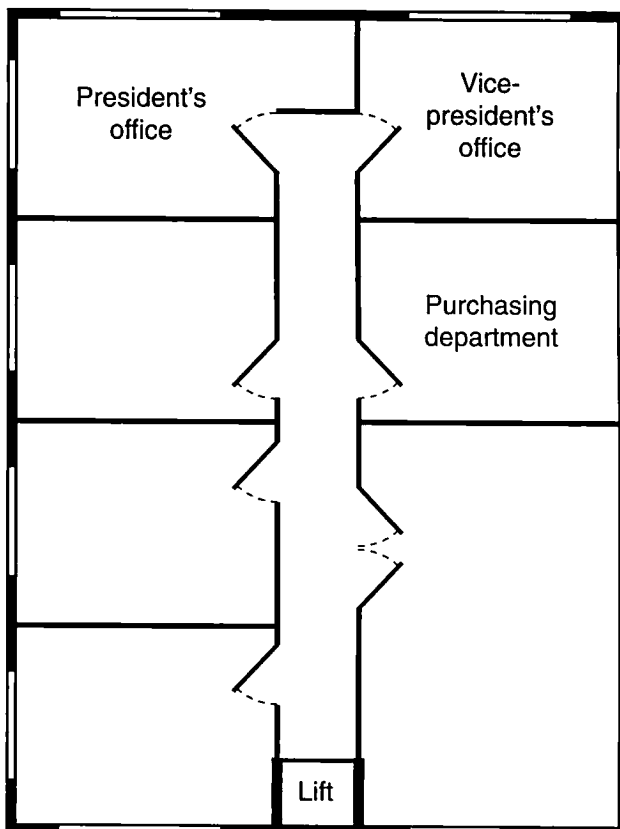 President's
office
Vice-
president's
office
Purchasing
department
Lift